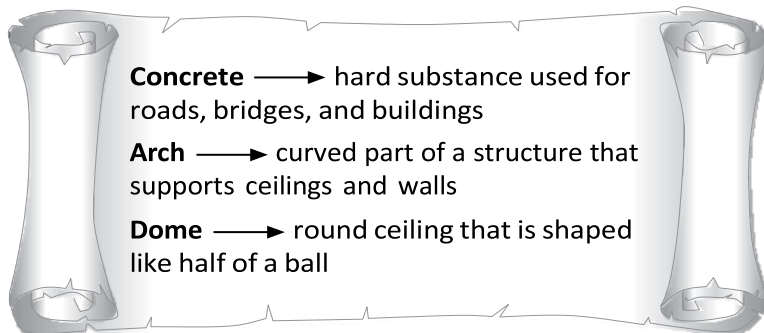 Concrete → hard substance used for
roads, bridges, and buildings
Arch → curved part of a structure that
supports ceilings and walls
Dome → round ceiling that is shaped
like half of a ball